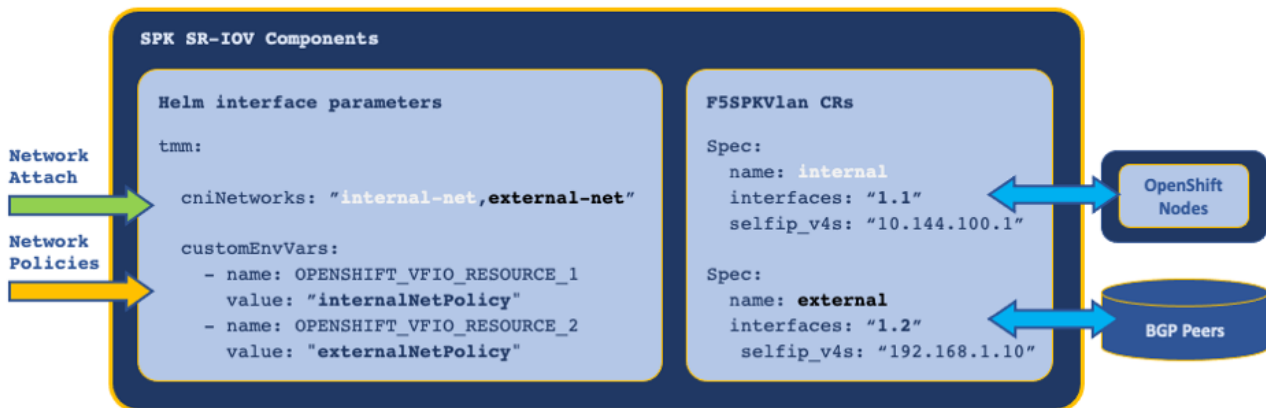 SPK SR-IOV Components
Helm interface parameters
tmm:
cniNetworks: ”internal-net,external-net”
customEnvVars:
- name: OPENSHIFT_VFIO_RESOURCE_1
value: ”internalNetPolicy"
- name: OPENSHIFT_VFIO_RESOURCE_2
value: "externalNetPolicy"
F5SPKVlan CRs
Spec:
name: internal
interfaces: “1.1”
selfip_v4s: “10.144.100.1”
Spec:
name: external
interfaces: “1.2”
selfip_v4s: “192.168.1.10”
Network
Attach
Network
Policies
OpenShift
Nodes
BGP Peers